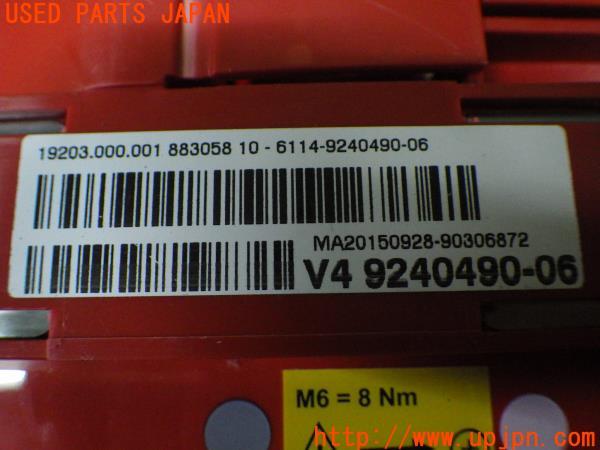 USED PARTS JAPAN
19203.000.001 883058 10 - 6114-9240490-06
MA20150928-90306872
V4 9240490-06
M6 = 8 Nm
http://www.upjpn.com/